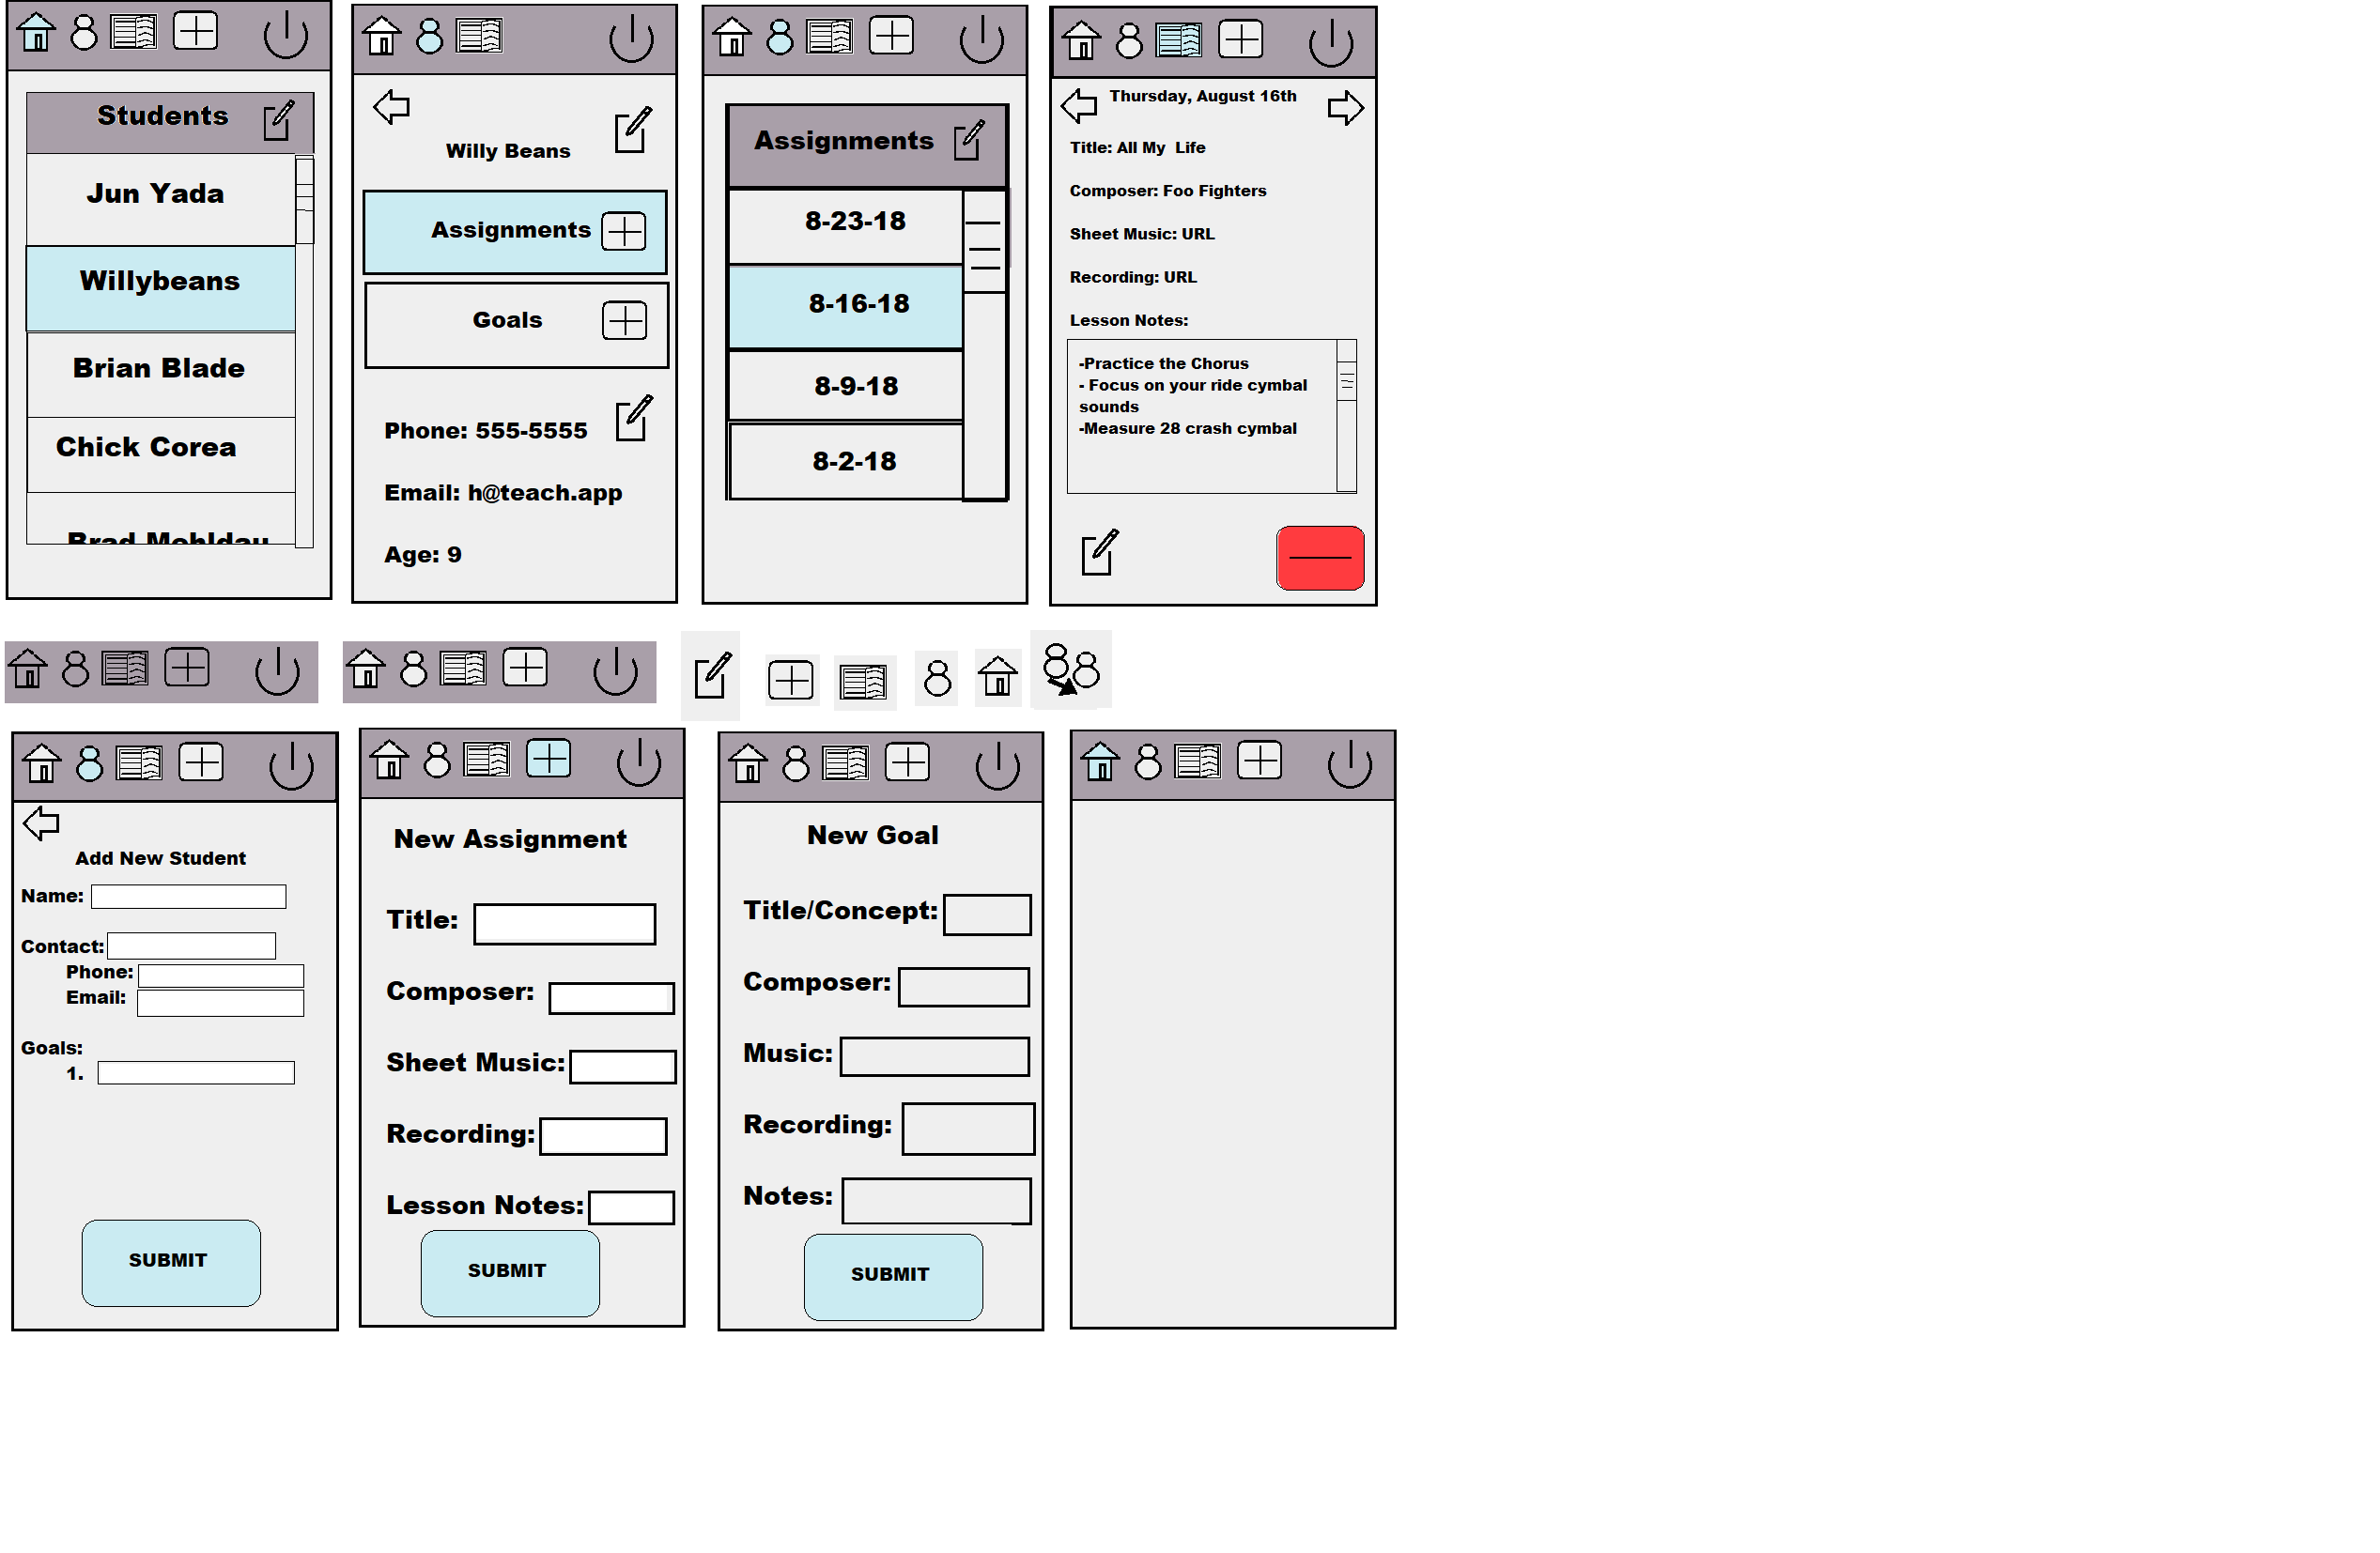 Students
Jun Yada
Willybeans
Brian Blade
Chick Corea
Brad Mehldau
Willy Beans
Assignments
Goals
Phone: 555-5555
Email: h@teach.app
Age: 9
Assignments
8-23-18
8-16-18
8-9-18
8-2-18
Thursday, August 16th
Title: All My  Life
Composer: Foo Fighters
Sheet Music: URL
Recording: URL
Lesson Notes:
-Practice the Chorus
- Focus on your ride cymbal
sounds
-Measure 28 crash cymbal
Add New Student
Name:
Contact:
Phone:
Email:
Goals:
1.
SUBMIT
New Assignment
Title:
Composer:
Sheet Music:
Recording:
Lesson Notes:
SUBMIT
New Goal
Title/Concept:
Composer:
Music:
Recording:
Notes:
SUBMIT